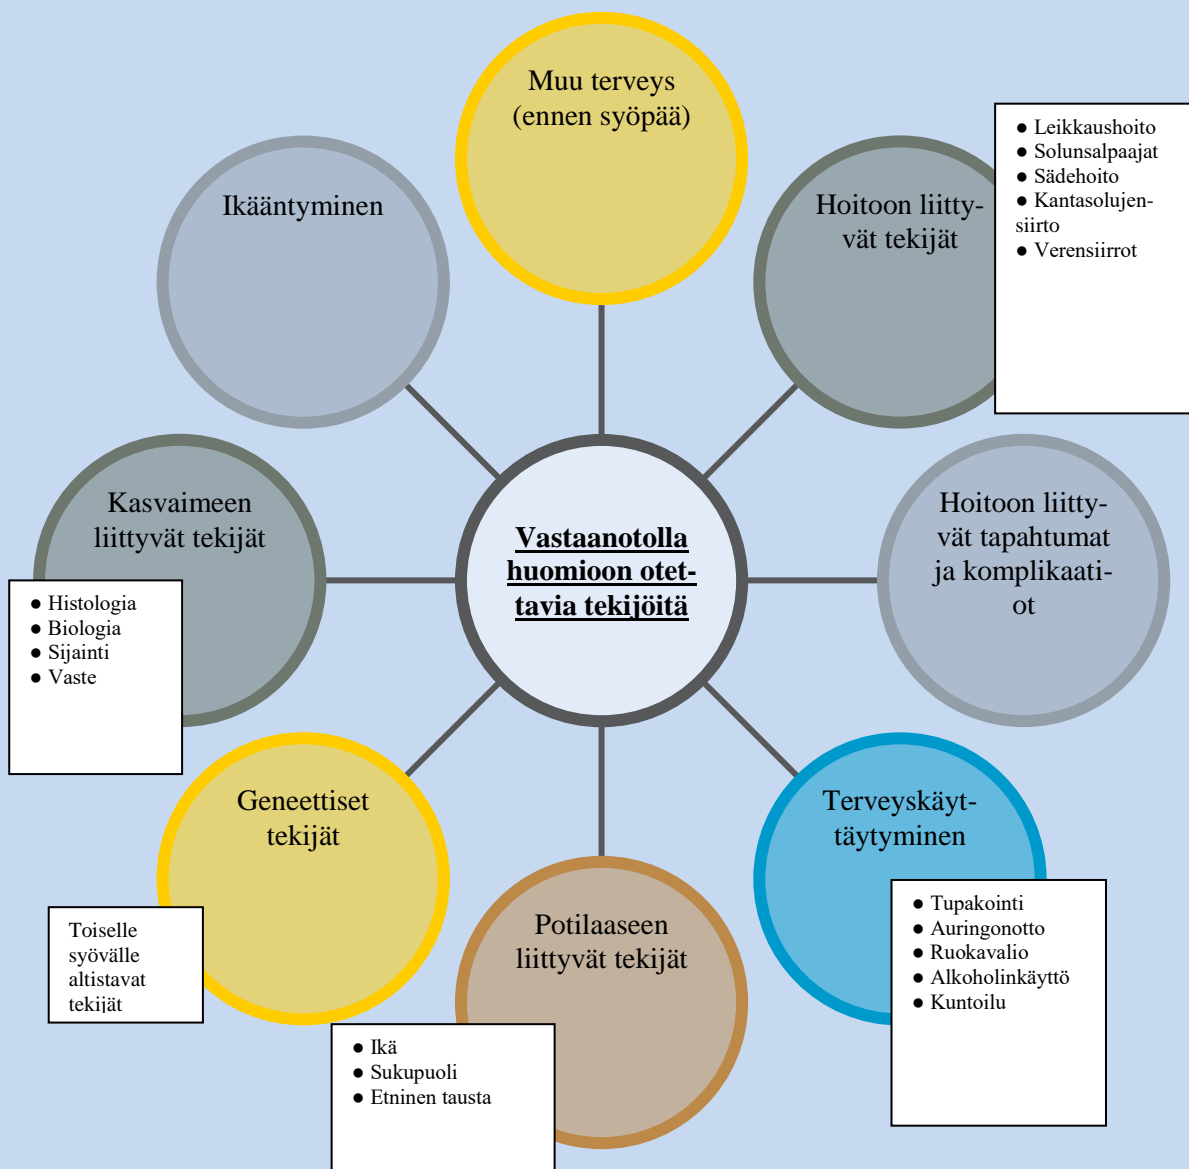 Muu terveys
(ennen syöpää)
Hoitoon liitty-
vät tekijät
● Leikkaushoito
● Solunsalpaajat
● Sädehoito
● Kantasolujen-
siirto
● Verensiirrot
Hoitoon liitty-
vät tapahtumat
ja komplikaati-
ot
Terveyskäyt-
täytyminen
● Tupakointi
● Auringonotto
● Ruokavalio
● Alkoholinkäyttö
● Kuntoilu
Potilaaseen
liittyvät tekijät
● Ikä
● Sukupuoli
● Etninen tausta
Geneettiset
tekijät
Toiselle
syövälle
altistavat
tekijät
Kasvaimeen
liittyvät tekijät
● Histologia
● Biologia
● Sijainti
● Vaste
Ikääntyminen
Vastaanotolla
huomioon otet-
tavia tekijöitä